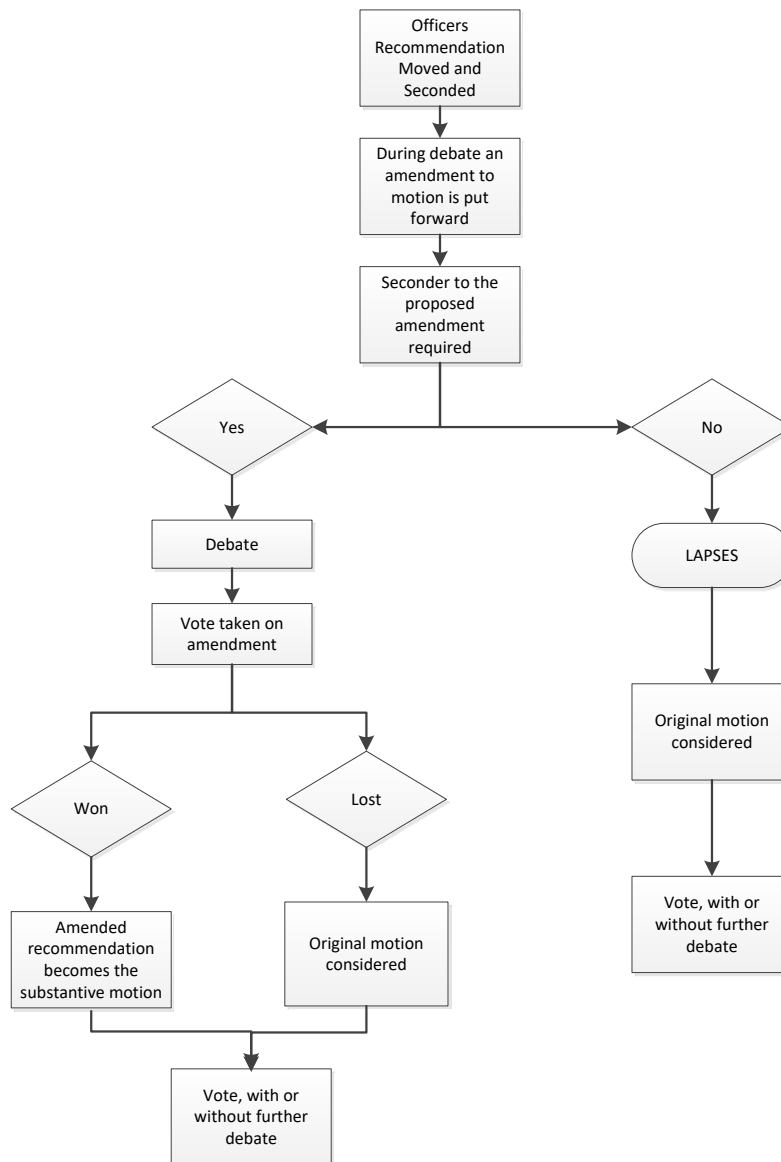 Officers
Recommendation
Moved and
Seconded
During debate an
amendment to
motion is put
forward
Seconder to the
proposed
amendment
required
Yes
No
Debate
LAPSES
Vote taken on
amendment
Original motion
considered
Won
Lost
Vote, with or
without further
debate
Amended
recommendation
becomes the
substantive motion
Original motion
considered
Vote, with or
without further
debate